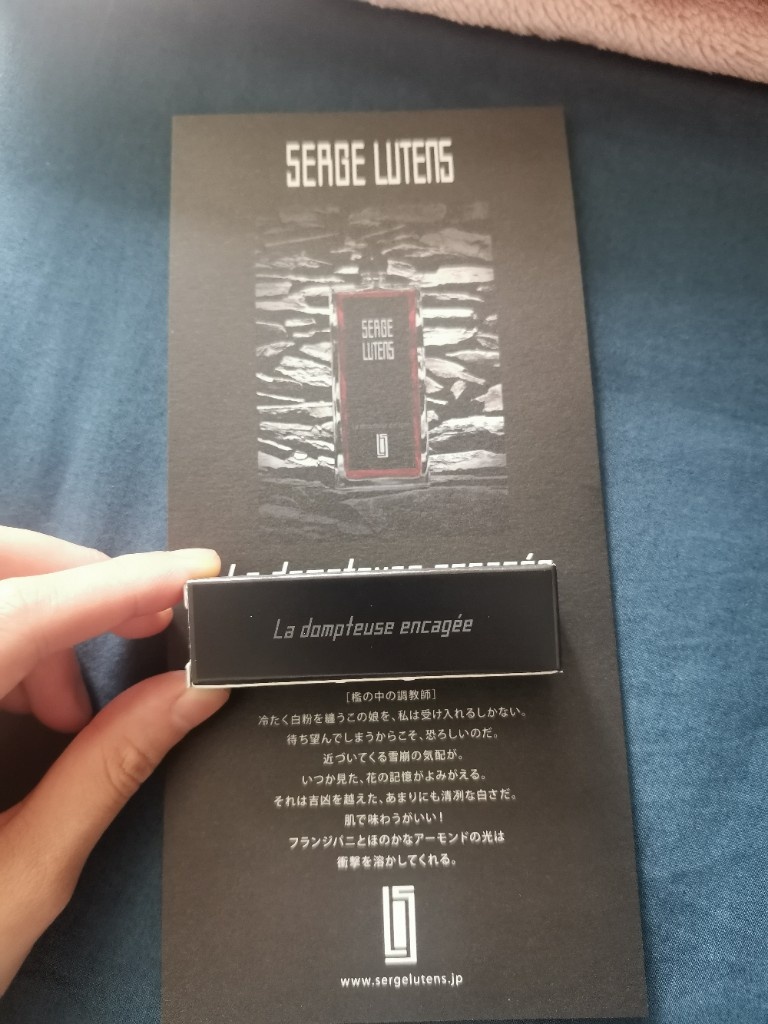 SERGE LUTENS
SERGE
LUTENS
La dompteuse encagée
La dompteuse encagée
[檻の中の調教師]
冷たく白粉を纏うこの娘を、私は受け入れるしかない。
待ち望んでしまうからこそ、恐ろしいのだ。
近づいてくる雪崩の気配が。
いつか見た、花の記憶がよみがえる。
それは吉凶を越えた、あまりにも清冽な白さだ。
肌で味わうがいい！
フランジパニとほのかなアーモンドの光は
衝撃を溶かしてくれる。
www.sergelutens.jp